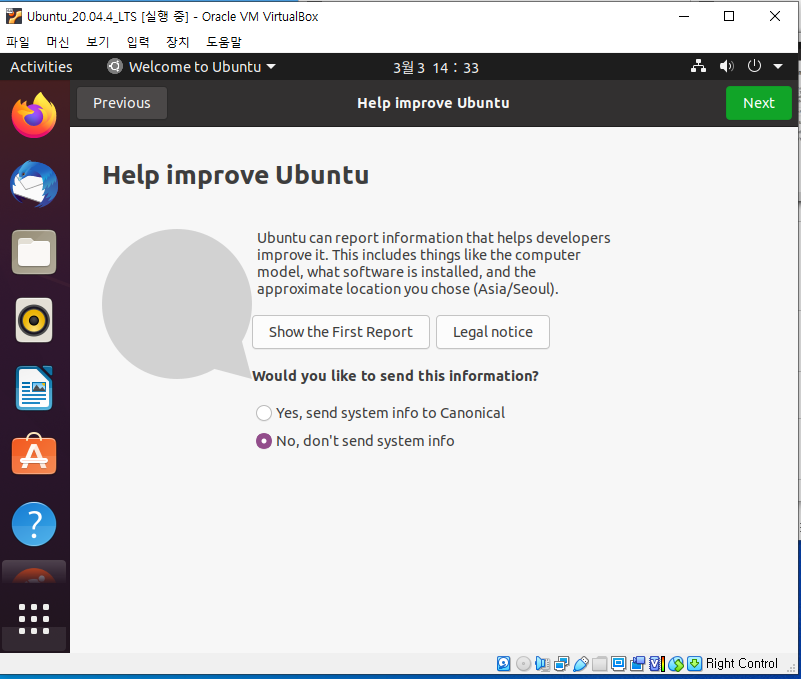 Ubuntu_20.04.4_LTS [실행 중] - Oracle VM VirtualBox
파일 머신 보기 입력 장치 도움말
Activities Welcome to Ubuntu 3월 3 14 : 33
Previous Help improve Ubuntu Next
Help improve Ubuntu
Ubuntu can report information that helps developers
improve it. This includes things like the computer
model, what software is installed, and the
approximate location you chose (Asia/Seoul).
Show the First Report Legal notice
Would you like to send this information?
Yes, send system info to Canonical
No, don't send system info
Right Control